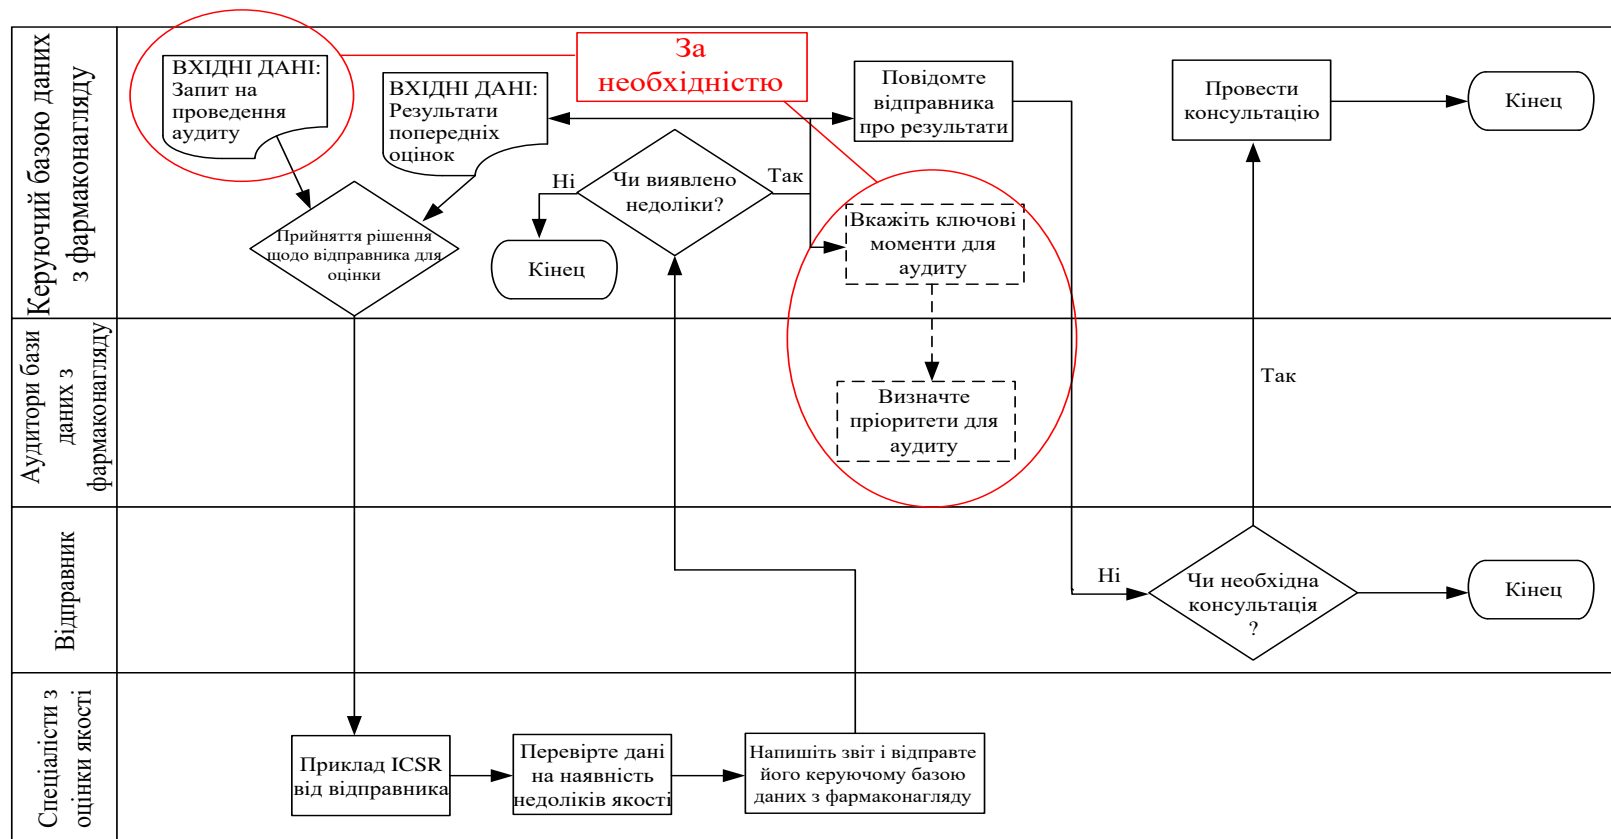 Керуючий базою даних
з фармаконагляду
ВХІДНІ ДАНІ:
Запит на
проведення
аудиту
ВХІДНІ ДАНІ:
Результати
попередніх
оцінок
За
необхідністю
Повідомте
відправника
про результати
Провести
консультацію
Кінец
Прийняття рішення
щодо відправника для
оцінки
Ні
Чи виявлено
недоліки?
Так
Кінец
Вкажіть ключові
моменти для
аудиту
Аудитори бази
даних з
фармаконагляду
Визначте
пріоритети для
аудиту
Так
Відправник
Ні
Чи необхідна
консультація
?
Кінец
Спеціалісти з
оцінки якості
Приклад ICSR
від відправника
Перевірте дані
на наявність
недоліків якості
Напишіть звіт і відправте
його керуючому базою
даних з фармаконагляду